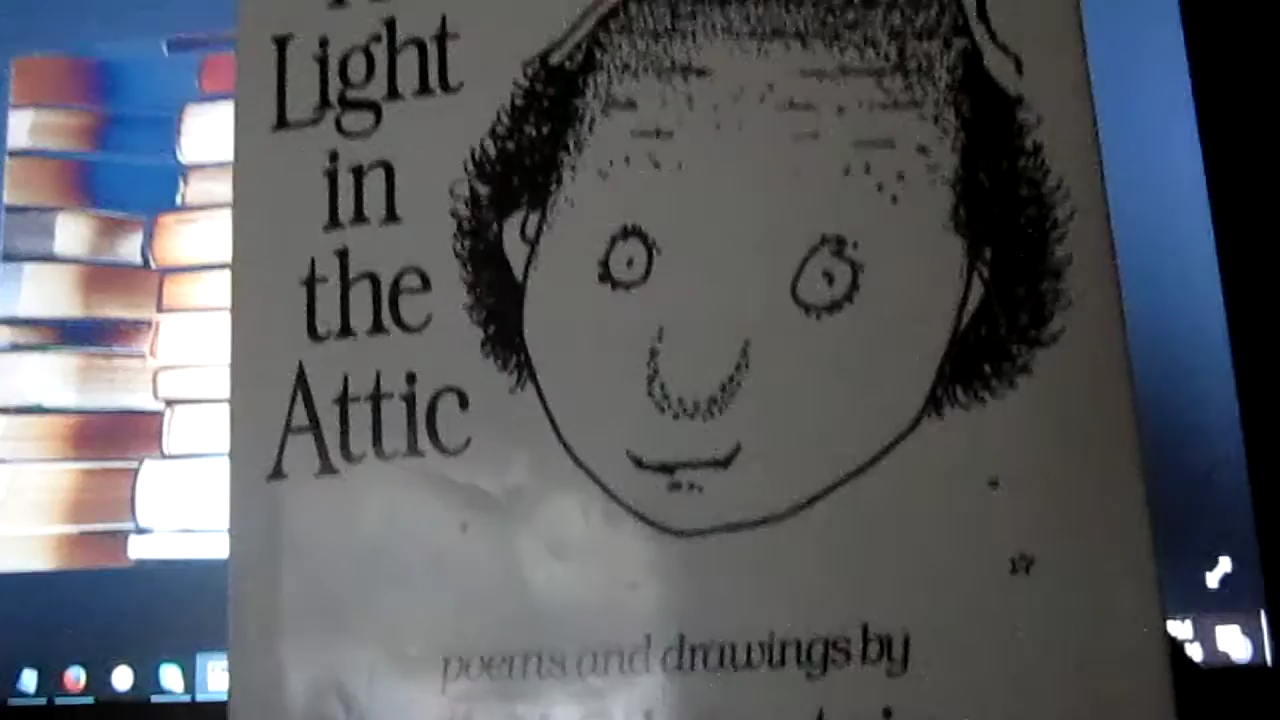 Light
in
the
Attic
poems and drawings by